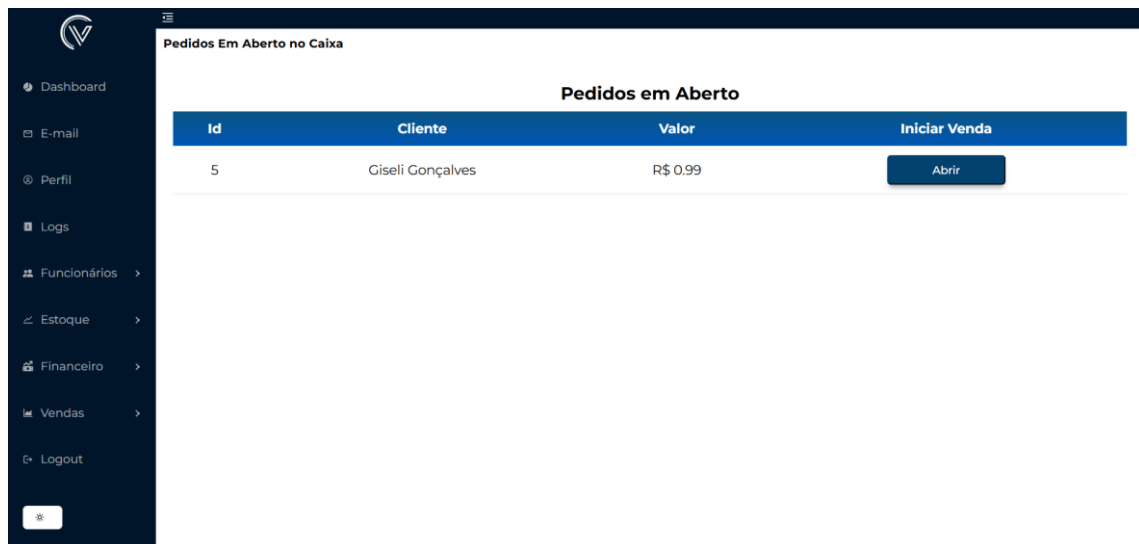 Pedidos Em Aberto no Caixa
Dashboard
E-mail
Perfil
Logs
Funcionários
Estoque
Financeiro
Vendas
Logout
Pedidos em Aberto
Id Cliente Valor Iniciar Venda
5 Giseli Gonçalves R$ 0.99 Abrir